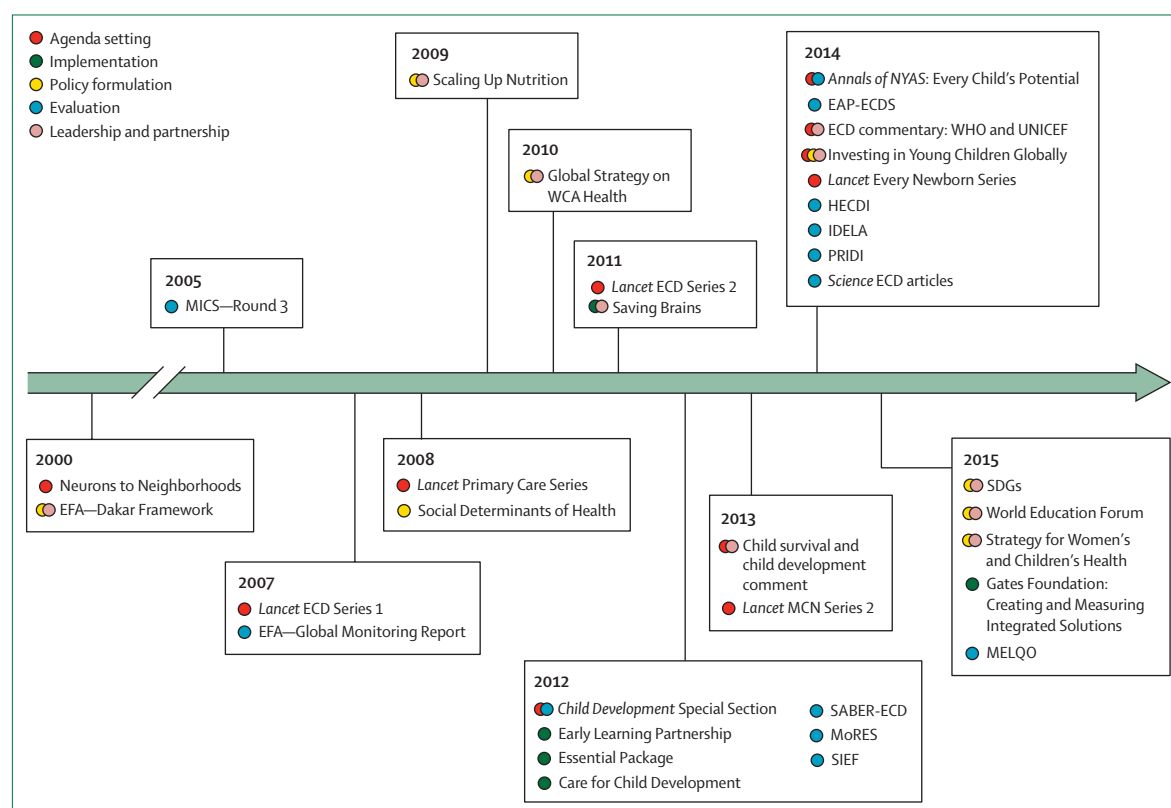 Agenda setting
Implementation
Policy formulation
Evaluation
Leadership and partnership
2009
Scaling Up Nutrition
2010
Global Strategy on
WCA Health
2005
MICS—Round 3
2011
Lancet ECD Series 2
Saving Brains
2014
Annals of NYAS: Every Child’s Potential
EAP-ECDS
ECD commentary: WHO and UNICEF
Investing in Young Children Globally
Lancet Every Newborn Series
HECDI
IDELA
PRIDI
Science ECD articles
2000
Neurons to Neighborhoods
EFA—Dakar Framework
2007
Lancet ECD Series 1
EFA—Global Monitoring Report
2008
Lancet Primary Care Series
Social Determinants of Health
2012
Child Development Special Section
Early Learning Partnership
Essential Package
Care for Child Development
SABER-ECD
MoRES
SIEF
2013
Child survival and
child development
comment
Lancet MCN Series 2
2015
SDGs
World Education Forum
Strategy for Women’s
and Children’s Health
Gates Foundation:
Creating and Measuring
Integrated Solutions
MELQO